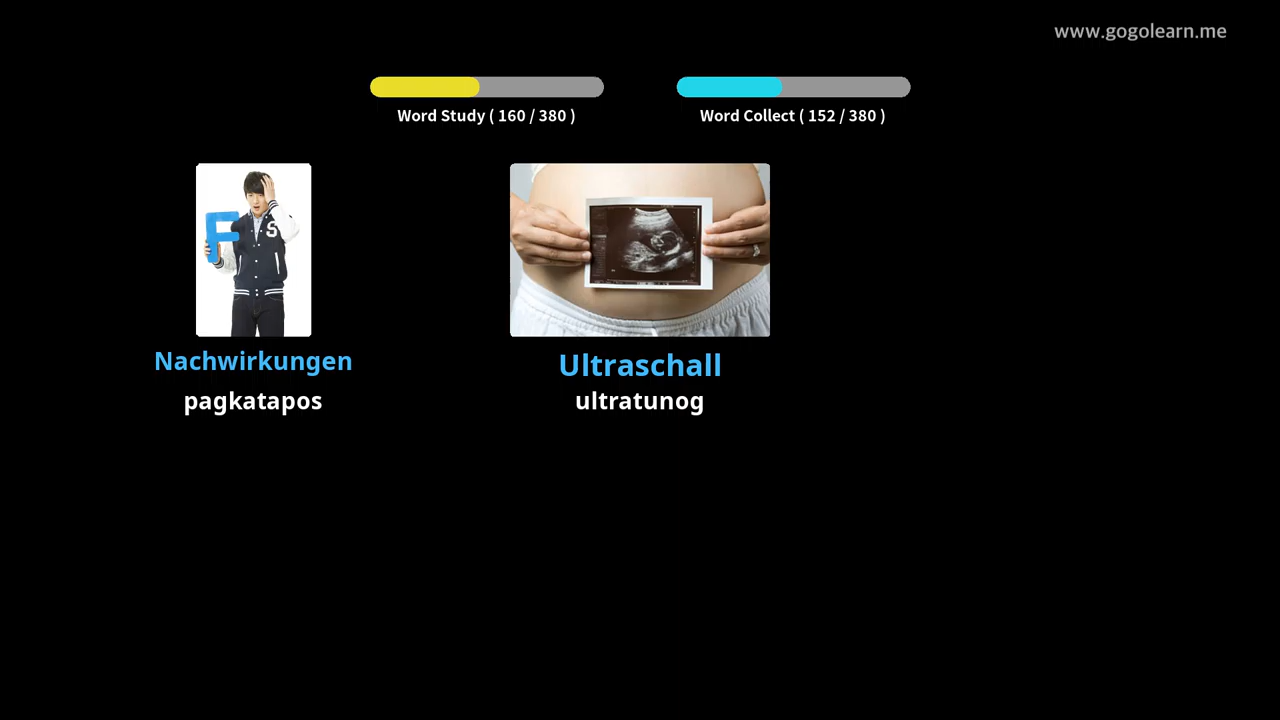 www.gogolearn.me
Word Study ( 160 / 380 )
Word Collect ( 152 / 380 )
F
S
Nachwirkungen
pagkatapos
Ultraschall
ultratunog